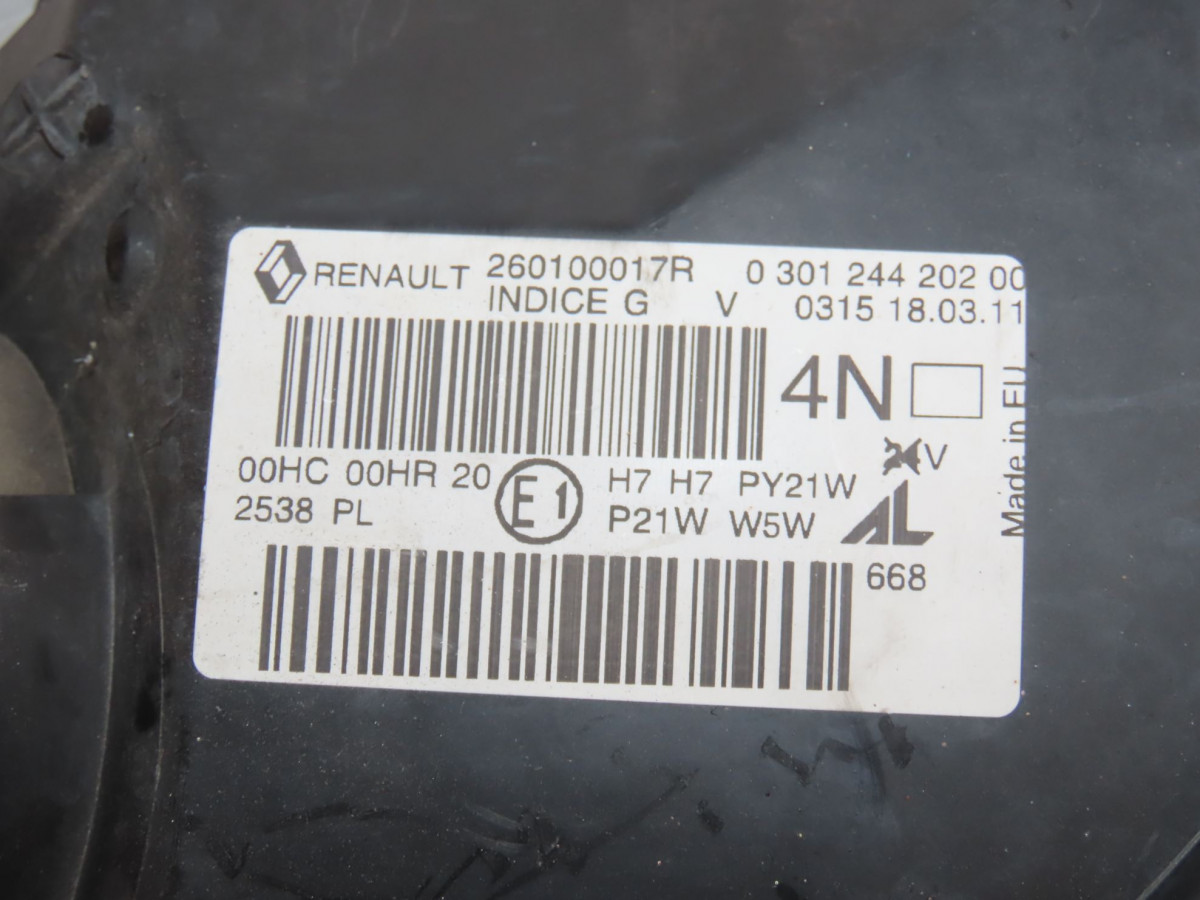 RENAULT 260100017R 0 301 244 202 00
INDICE G V 0315 18.03.11
4N
24V
00HC 00HR 20 E1 H7 H7 PY21W
2538 PL P21W W5W AL
668
Made in EU